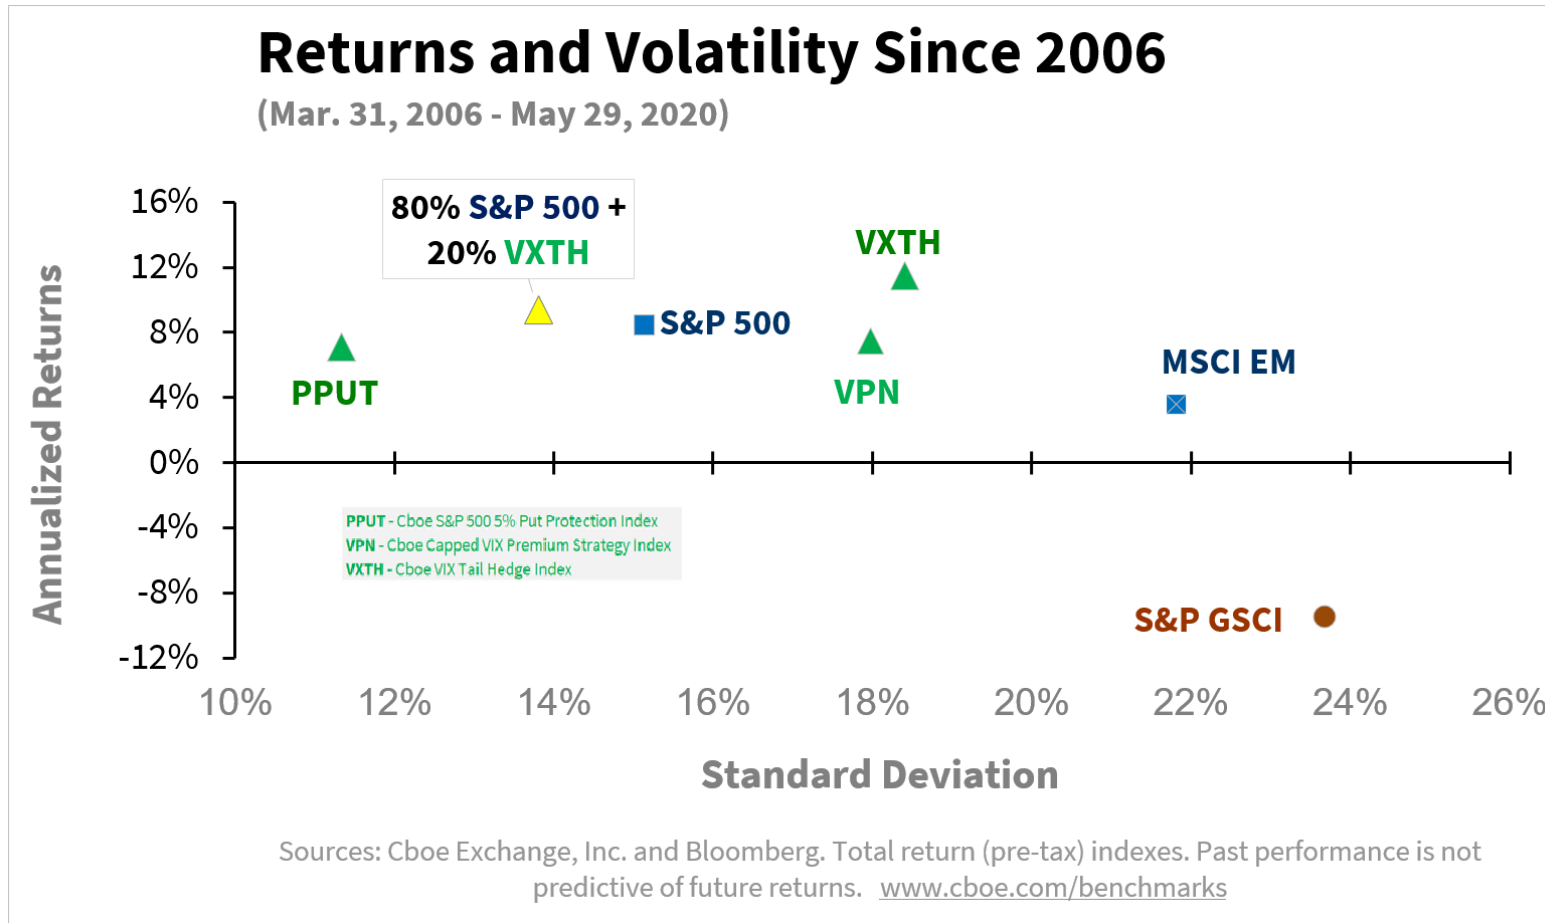 Returns and Volatility Since 2006
(Mar. 31, 2006 - May 29, 2020)
16%
80% S&P 500 +
20% VXTH
VXTH
12%
S&P 500
8%
MSCI EM
PPUT
VPN
4%
0%
Annualized Returns
PPUT - Cboe S&P 500 5% Put Protection Index
VPN - Cboe Capped VIX Premium Strategy Index
VXTH - Cboe VIX Tail Hedge Index
-4%
-8%
S&P GSCI
-12%
10% 12% 14% 16% 18% 20% 22% 24% 26%
Standard Deviation
Sources: Cboe Exchange, Inc. and Bloomberg. Total return (pre-tax) indexes. Past performance is not
predictive of future returns. www.cboe.com/benchmarks